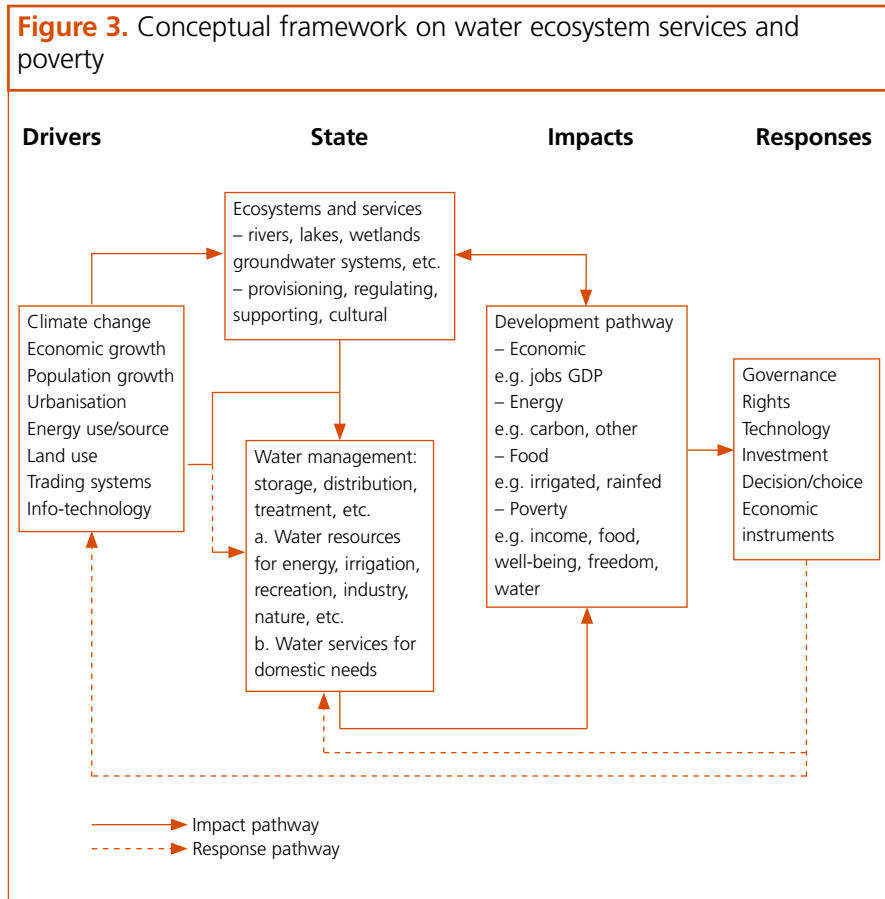 Figure 3. Conceptual framework on water ecosystem services and
poverty
Drivers
State
Impacts
Responses
Climate change
Economic growth
Population growth
Urbanisation
Energy use/source
Land use
Trading systems
Info-technology
Ecosystems and services
– rivers, lakes, wetlands
groundwater systems, etc.
– provisioning, regulating,
supporting, cultural
Water management:
storage, distribution,
treatment, etc.
a. Water resources
for energy, irrigation,
recreation, industry,
nature, etc.
b. Water services for
domestic needs
Development pathway
– Economic
e.g. jobs GDP
– Energy
e.g. carbon, other
– Food
e.g. irrigated, rainfed
– Poverty
e.g. income, food,
well-being, freedom,
water
Governance
Rights
Technology
Investment
Decision/choice
Economic
instruments
Impact pathway
Response pathway